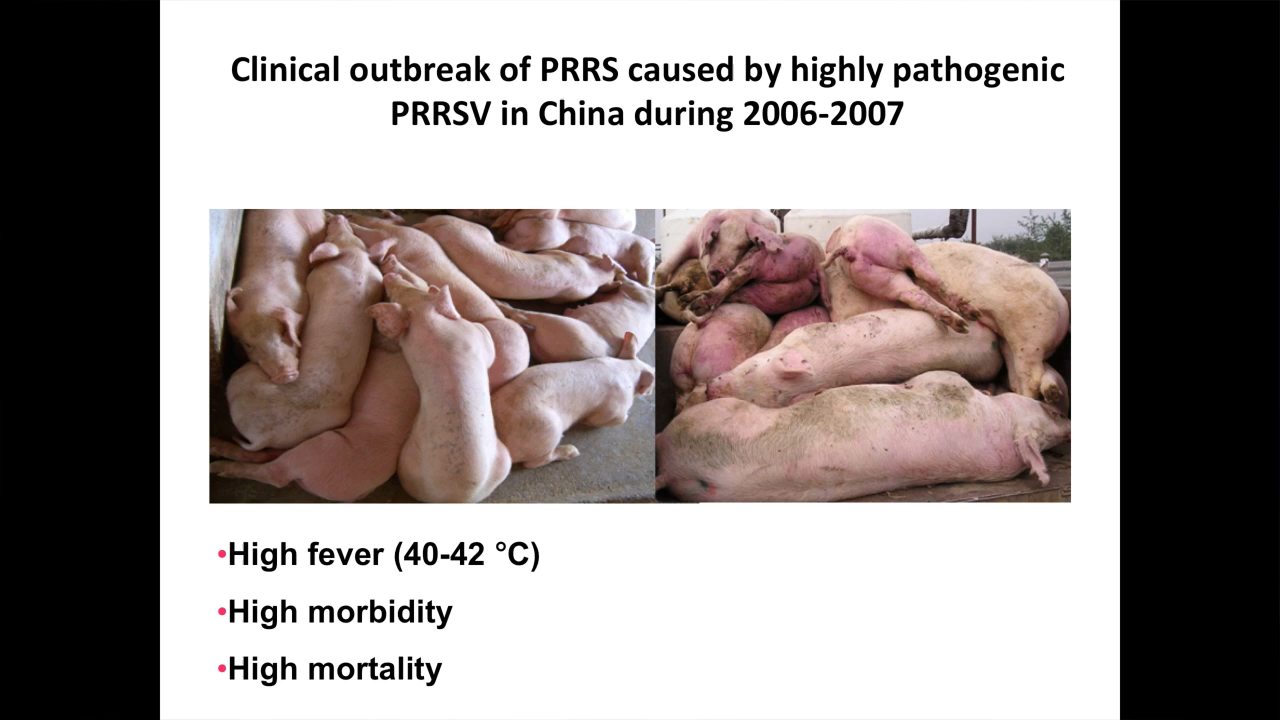 Clinical outbreak of PRRS caused by highly pathogenic
PRRSV in China during 2006-2007
•High fever (40-42 °C)
•High morbidity
•High mortality